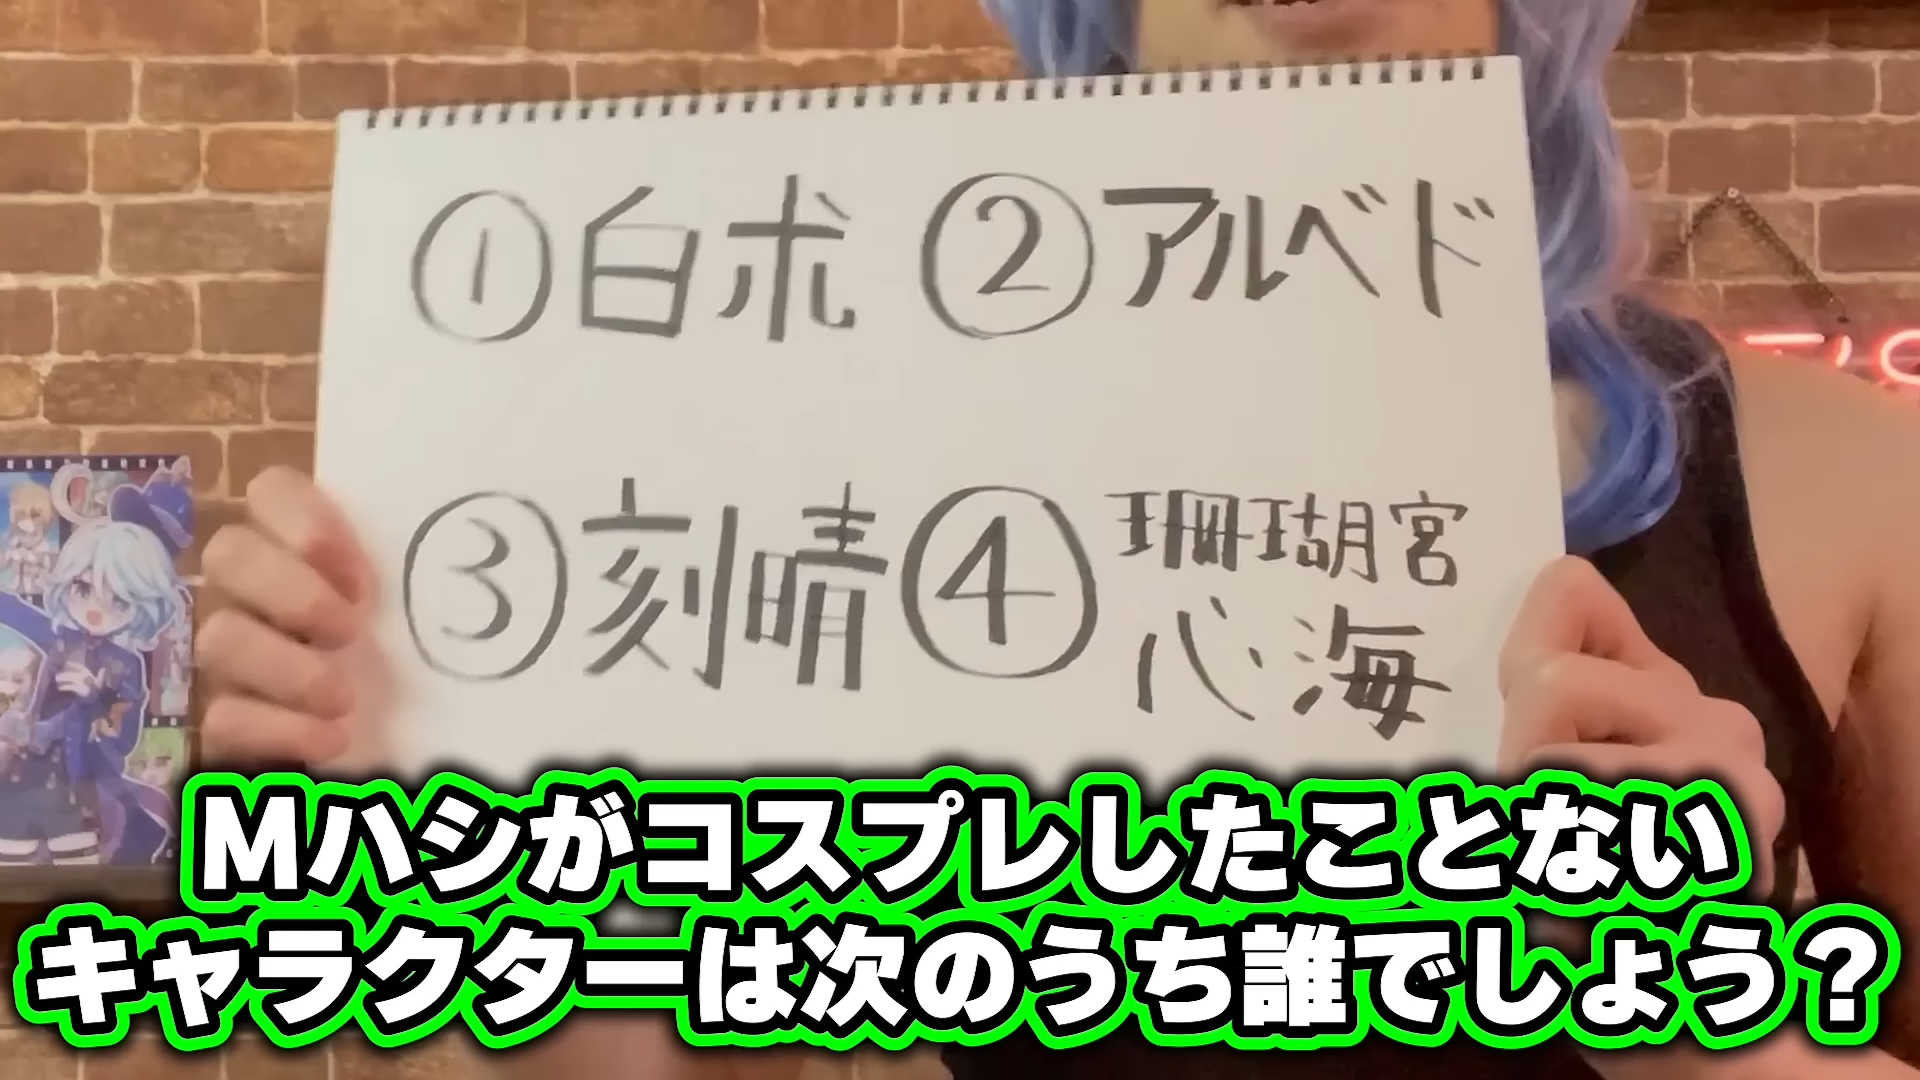 ①白朮 ②アルベド
③刻晴 ④珊瑚宮
心海
Mハシがコスプレしたことない
キャラクターは次のうち誰でしょう？